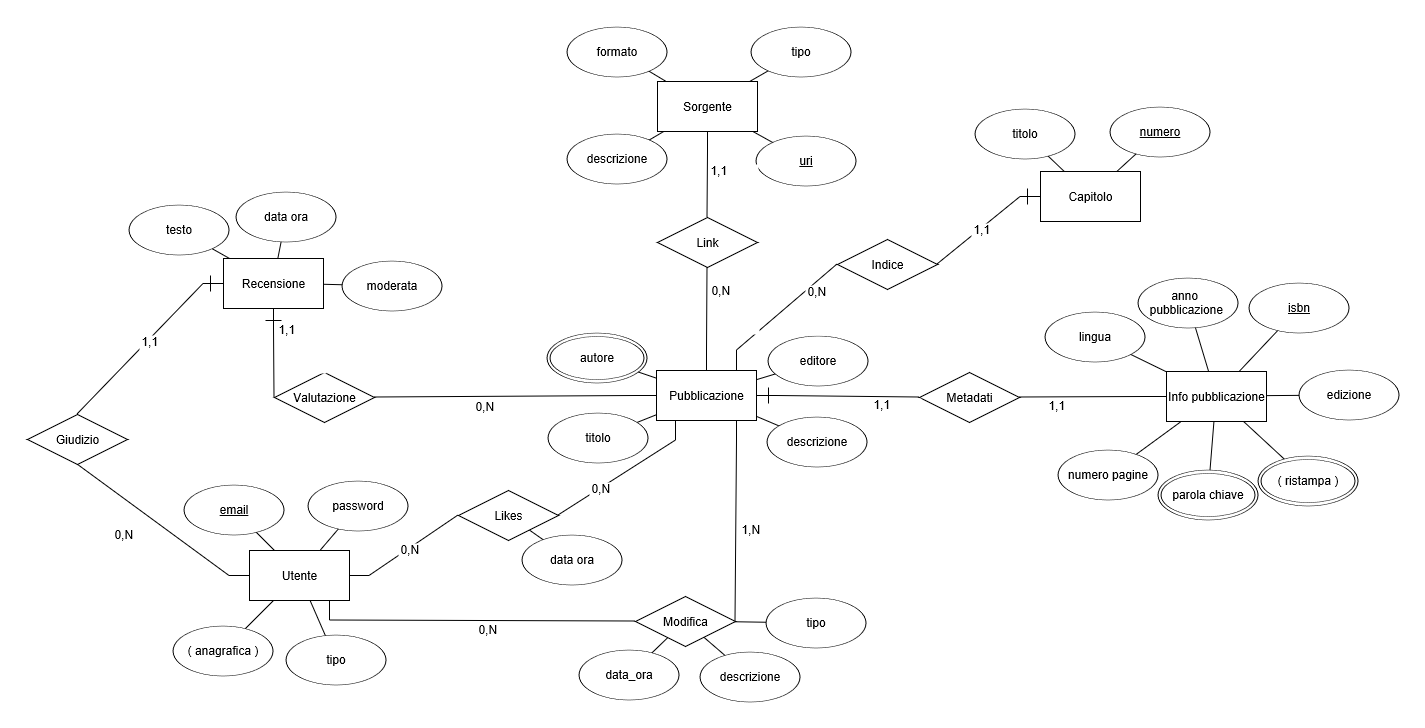 formato
tipo
Sorgente
descrizione
uri
1,1
titolo
numero
Capitolo
1,1
testo
data ora
Recensione
moderata
Link
Indice
0,N
0,N
1,1
1,1
anno
pubblicazione
isbn
lingua
autore
editore
Valutazione
0,N
Pubblicazione
1,1
Metadati
1,1
Info pubblicazione
edizione
titolo
descrizione
Giudizio
numero pagine
parola chiave
( ristampa )
0,N
email
password
Likes
0,N
0,N
data ora
1,N
Utente
0,N
Modifica
tipo
( anagrafica )
tipo
data_ora
descrizione